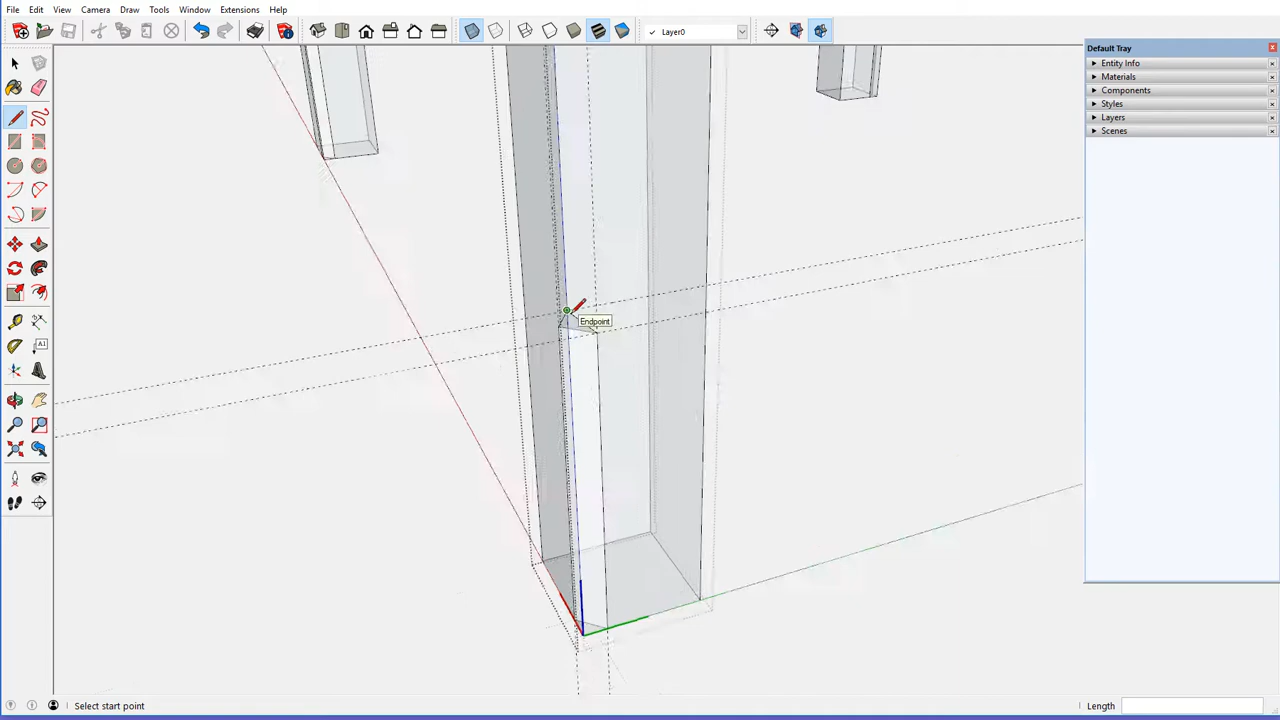 File Edit View Camera Draw Tools Window Extensions Help
Layer0
Default Tray
Entity Info
Materials
Components
Styles
Layers
Scenes
Endpoint
A1
Select start point
Length